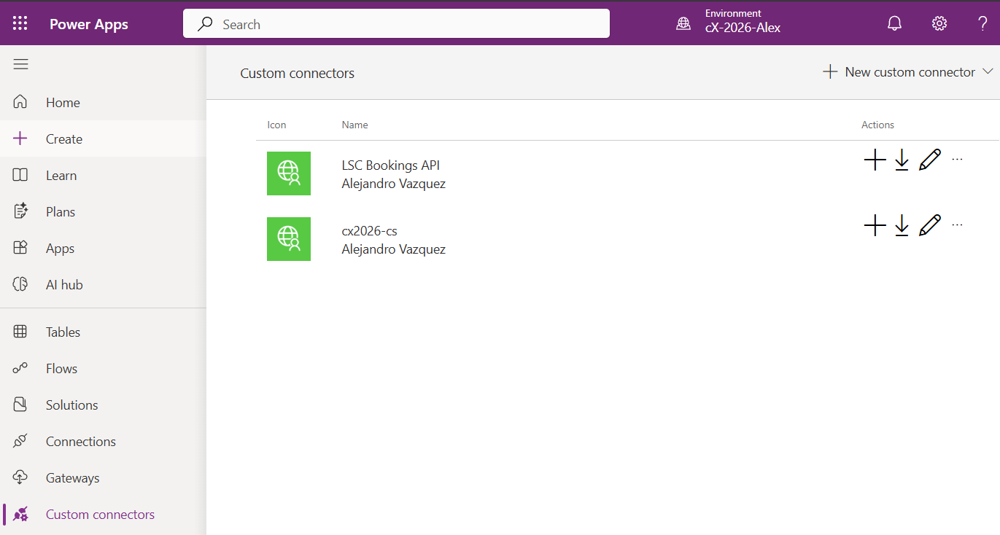 Power Apps
Search
Environment
cX-2026-Alex
?
Home
Create
Learn
Plans
Apps
AI hub
Tables
Flows
Solutions
Connections
Gateways
Custom connectors
Custom connectors
New custom connector
Icon Name Actions
LSC Bookings API
Alejandro Vazquez
...
cx2026-cs
Alejandro Vazquez
...